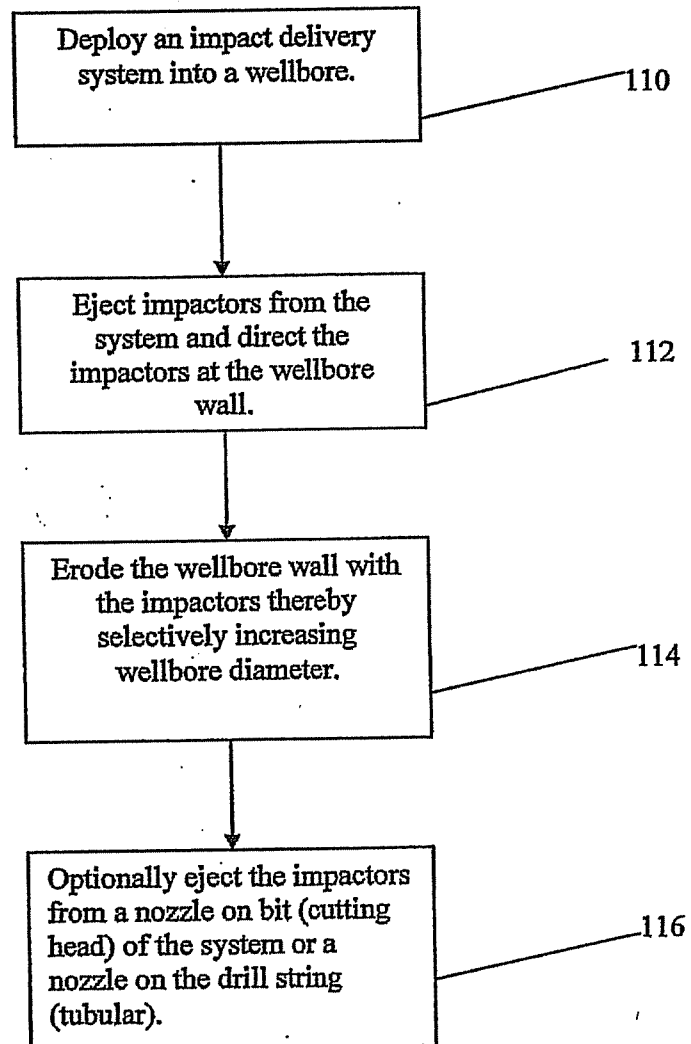 Deploy an impact delivery
system into a wellbore.
110
Eject impactors from the
system and direct the
impactors at the wellbore
wall.
112
Erode the wellbore wall with
the impactors thereby
selectively increasing
wellbore diameter.
114
Optionally eject the impactors
from a nozzle on bit (cutting
head) of the system or a
nozzle on the drill string
(tubular).
116